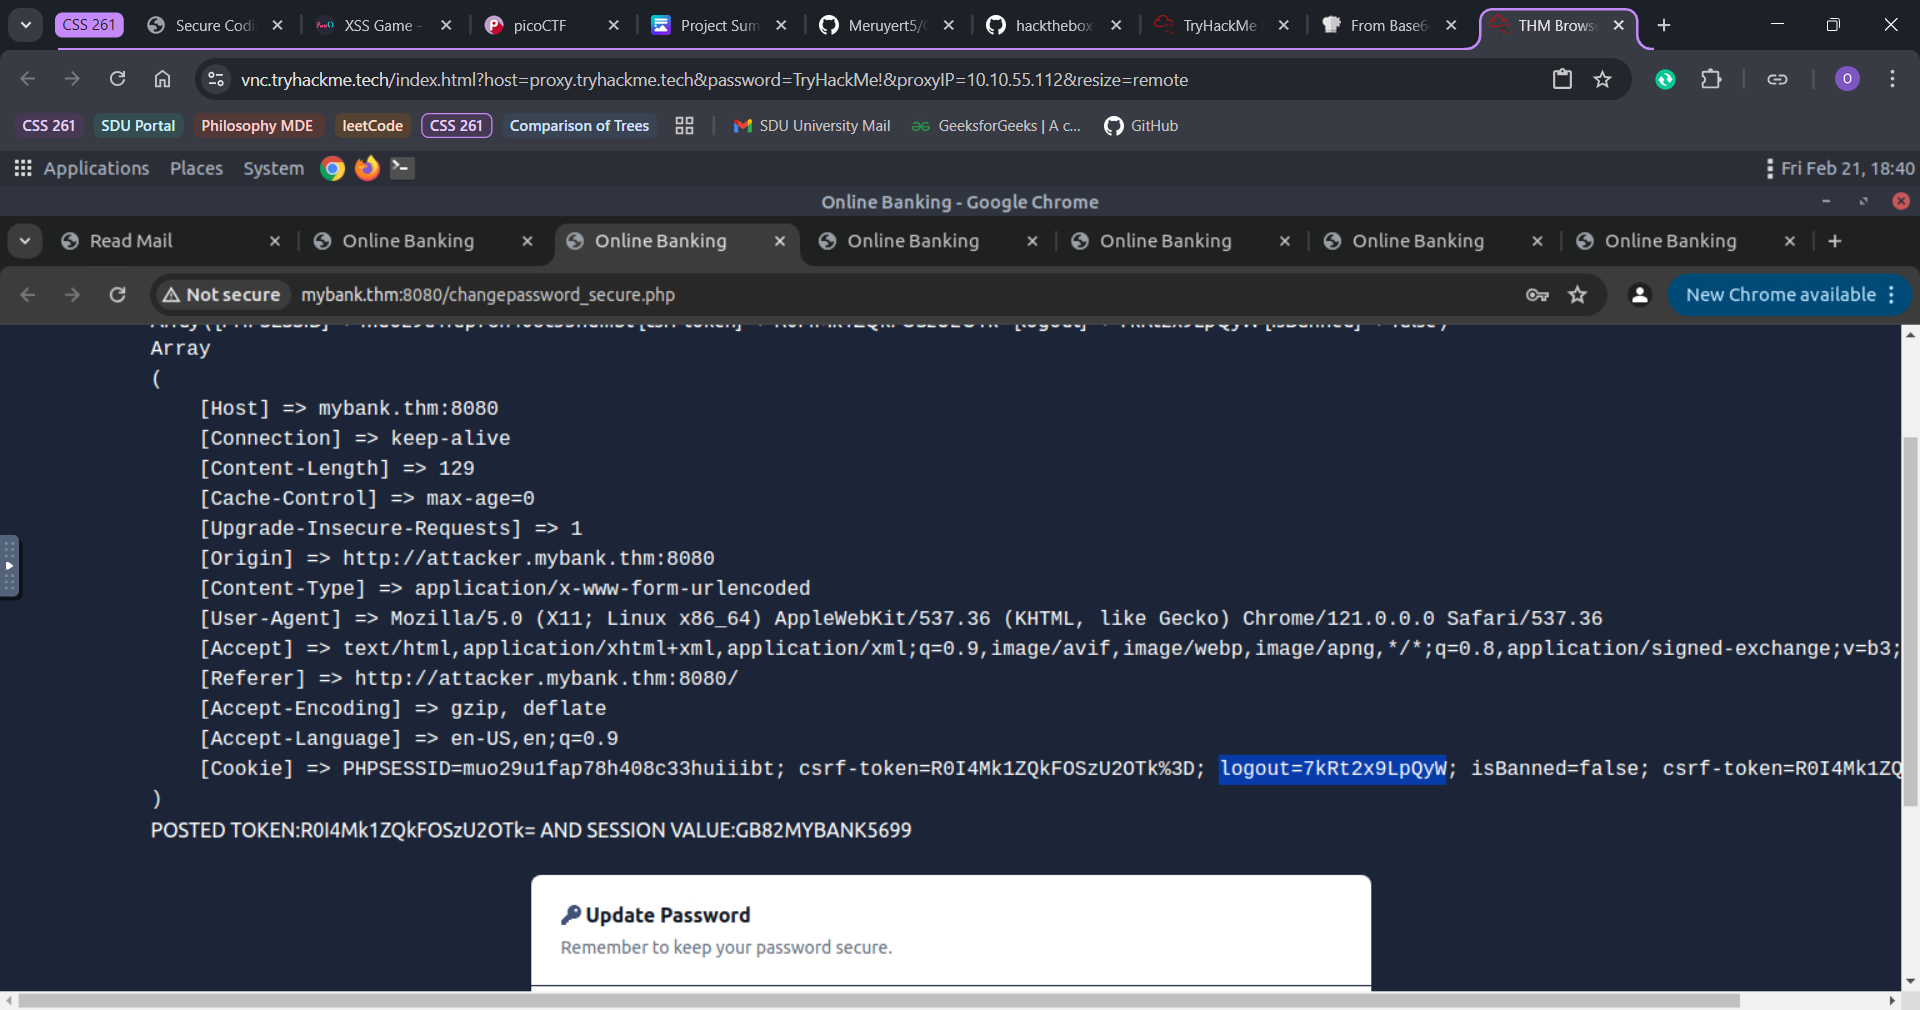 CSS 261
Secure Codi
XSS Game -
picoCTF
Project Sum
Meruyert5/
hackthebox
TryHackMe
From Base6
THM Brows
vnc.tryhackme.tech/index.html?host=proxy.tryhackme.tech&password=TryHackMe!&proxyIP=10.10.55.112&resize=remote
O
CSS 261 SDU Portal Philosophy MDE leetCode CSS 261 Comparison of Trees SDU University Mail GeeksforGeeks | A c... GitHub
Applications Places System Fri Feb 21, 18:40
Online Banking - Google Chrome
Read Mail Online Banking Online Banking Online Banking Online Banking Online Banking Online Banking
Not secure mybank.thm:8080/changepassword_secure.php New Chrome available
Array
(
[Host] => mybank.thm:8080
[Connection] => keep-alive
[Content-Length] => 129
[Cache-Control] => max-age=0
[Upgrade-Insecure-Requests] => 1
[Origin] => http://attacker.mybank.thm:8080
[Content-Type] => application/x-www-form-urlencoded
[User-Agent] => Mozilla/5.0 (X11; Linux x86_64) AppleWebKit/537.36 (KHTML, like Gecko) Chrome/121.0.0.0 Safari/537.36
[Accept] => text/html,application/xhtml+xml,application/xml;q=0.9,image/avif,image/webp,image/apng,*/*;q=0.8,application/signed-exchange;v=b3;
[Referer] => http://attacker.mybank.thm:8080/
[Accept-Encoding] => gzip, deflate
[Accept-Language] => en-US,en;q=0.9
[Cookie] => PHPSESSID=muo29u1fap78h408c33huiiibt; csrf-token=R0I4Mk1ZQkFOSzU2OTk%3D; logout=7kRt2x9LpQyW; isBanned=false; csrf-token=R0I4Mk1ZQ
)
POSTED TOKEN:R0I4Mk1ZQkFOSzU2OTk= AND SESSION VALUE:GB82MYBANK5699
Update Password
Remember to keep your password secure.